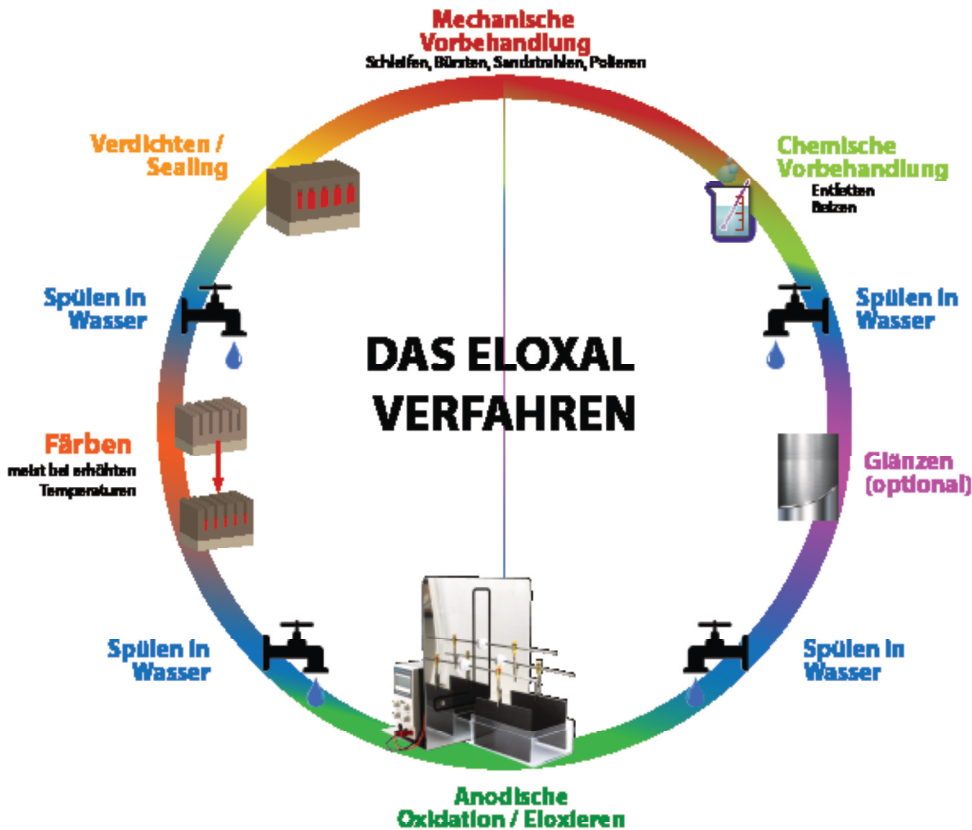 Mechanische
Vorbehandlung
Schleifen, Bürsten, Sandstrahlen, Polieren
Chemische
Vorbehandlung
Entfetten
Beizen
Spülen in
Wasser
Glänzen
(optional)
Spülen in
Wasser
Anodische
Oxidation / Eloxieren
Spülen in
Wasser
Färben
meist bei erhöhten
Temperaturen
Spülen in
Wasser
Verdichten /
Sealing
DAS ELOXAL
VERFAHREN